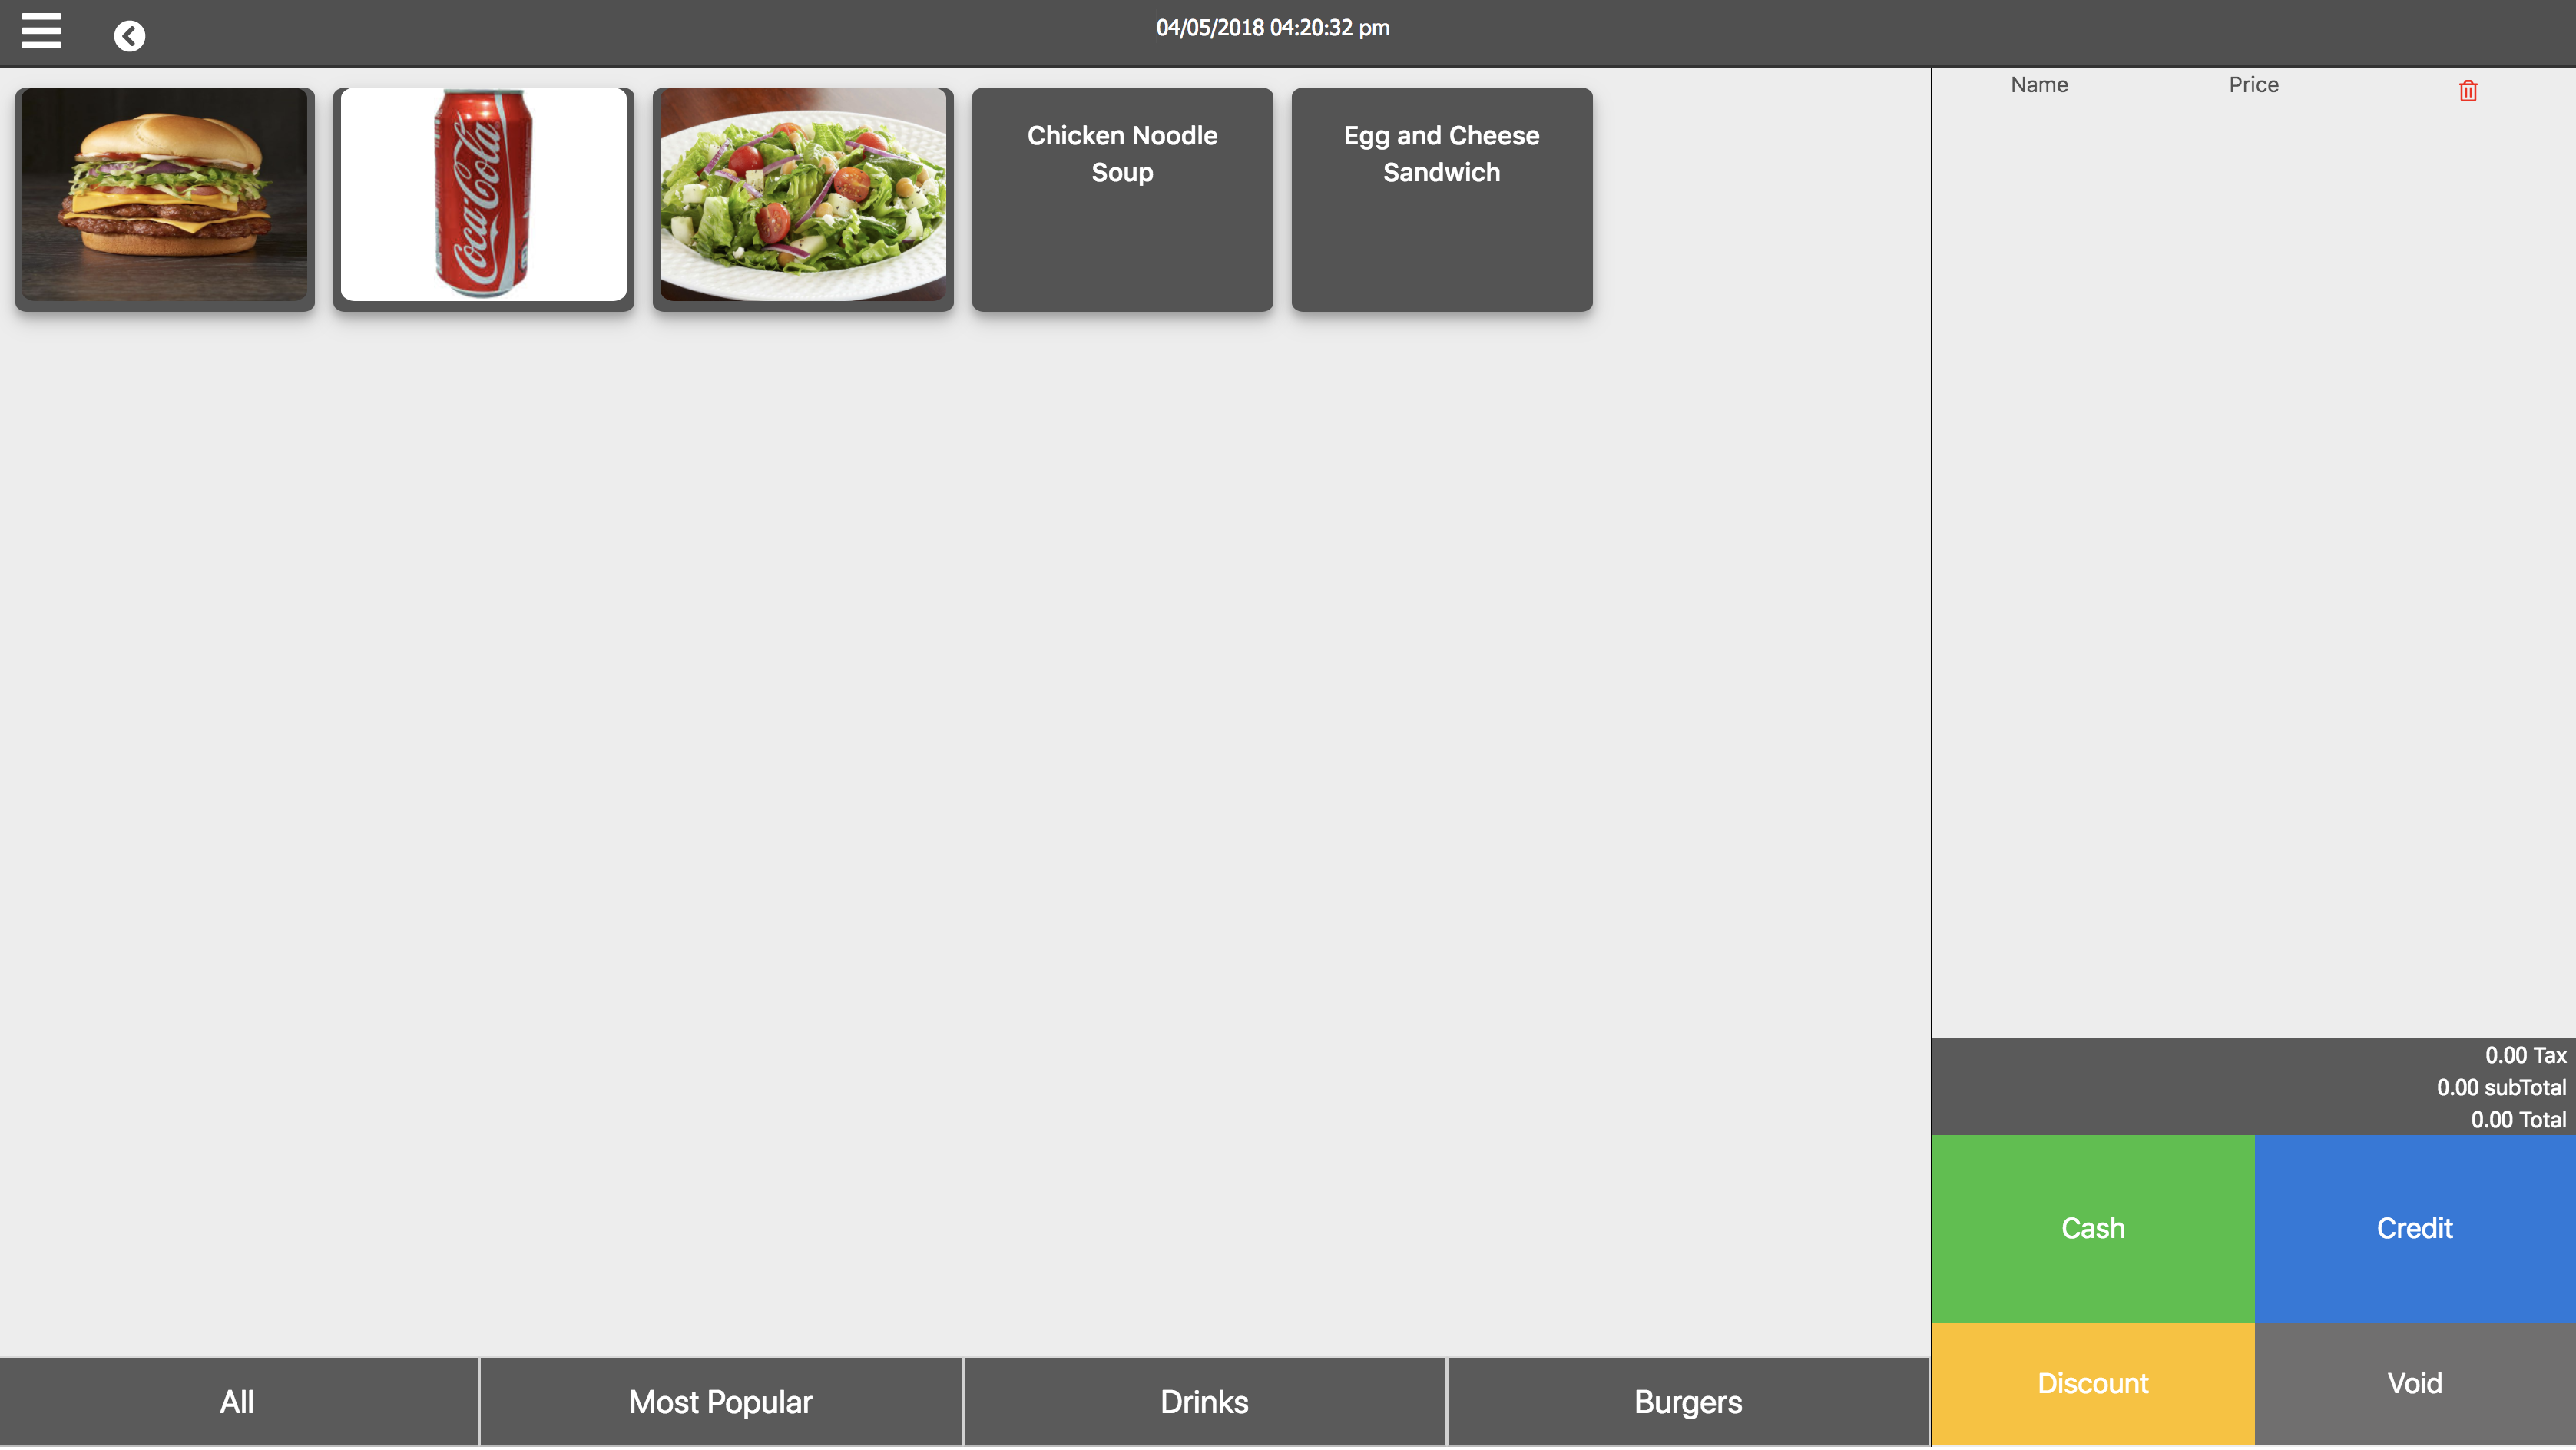 04/05/2018 04:20:32 pm
Coca-Cola
Chicken Noodle
Soup
Egg and Cheese
Sandwich
Name Price
0.00 Tax
0.00 subTotal
0.00 Total
Cash Credit
Discount Void
All Most Popular Drinks Burgers